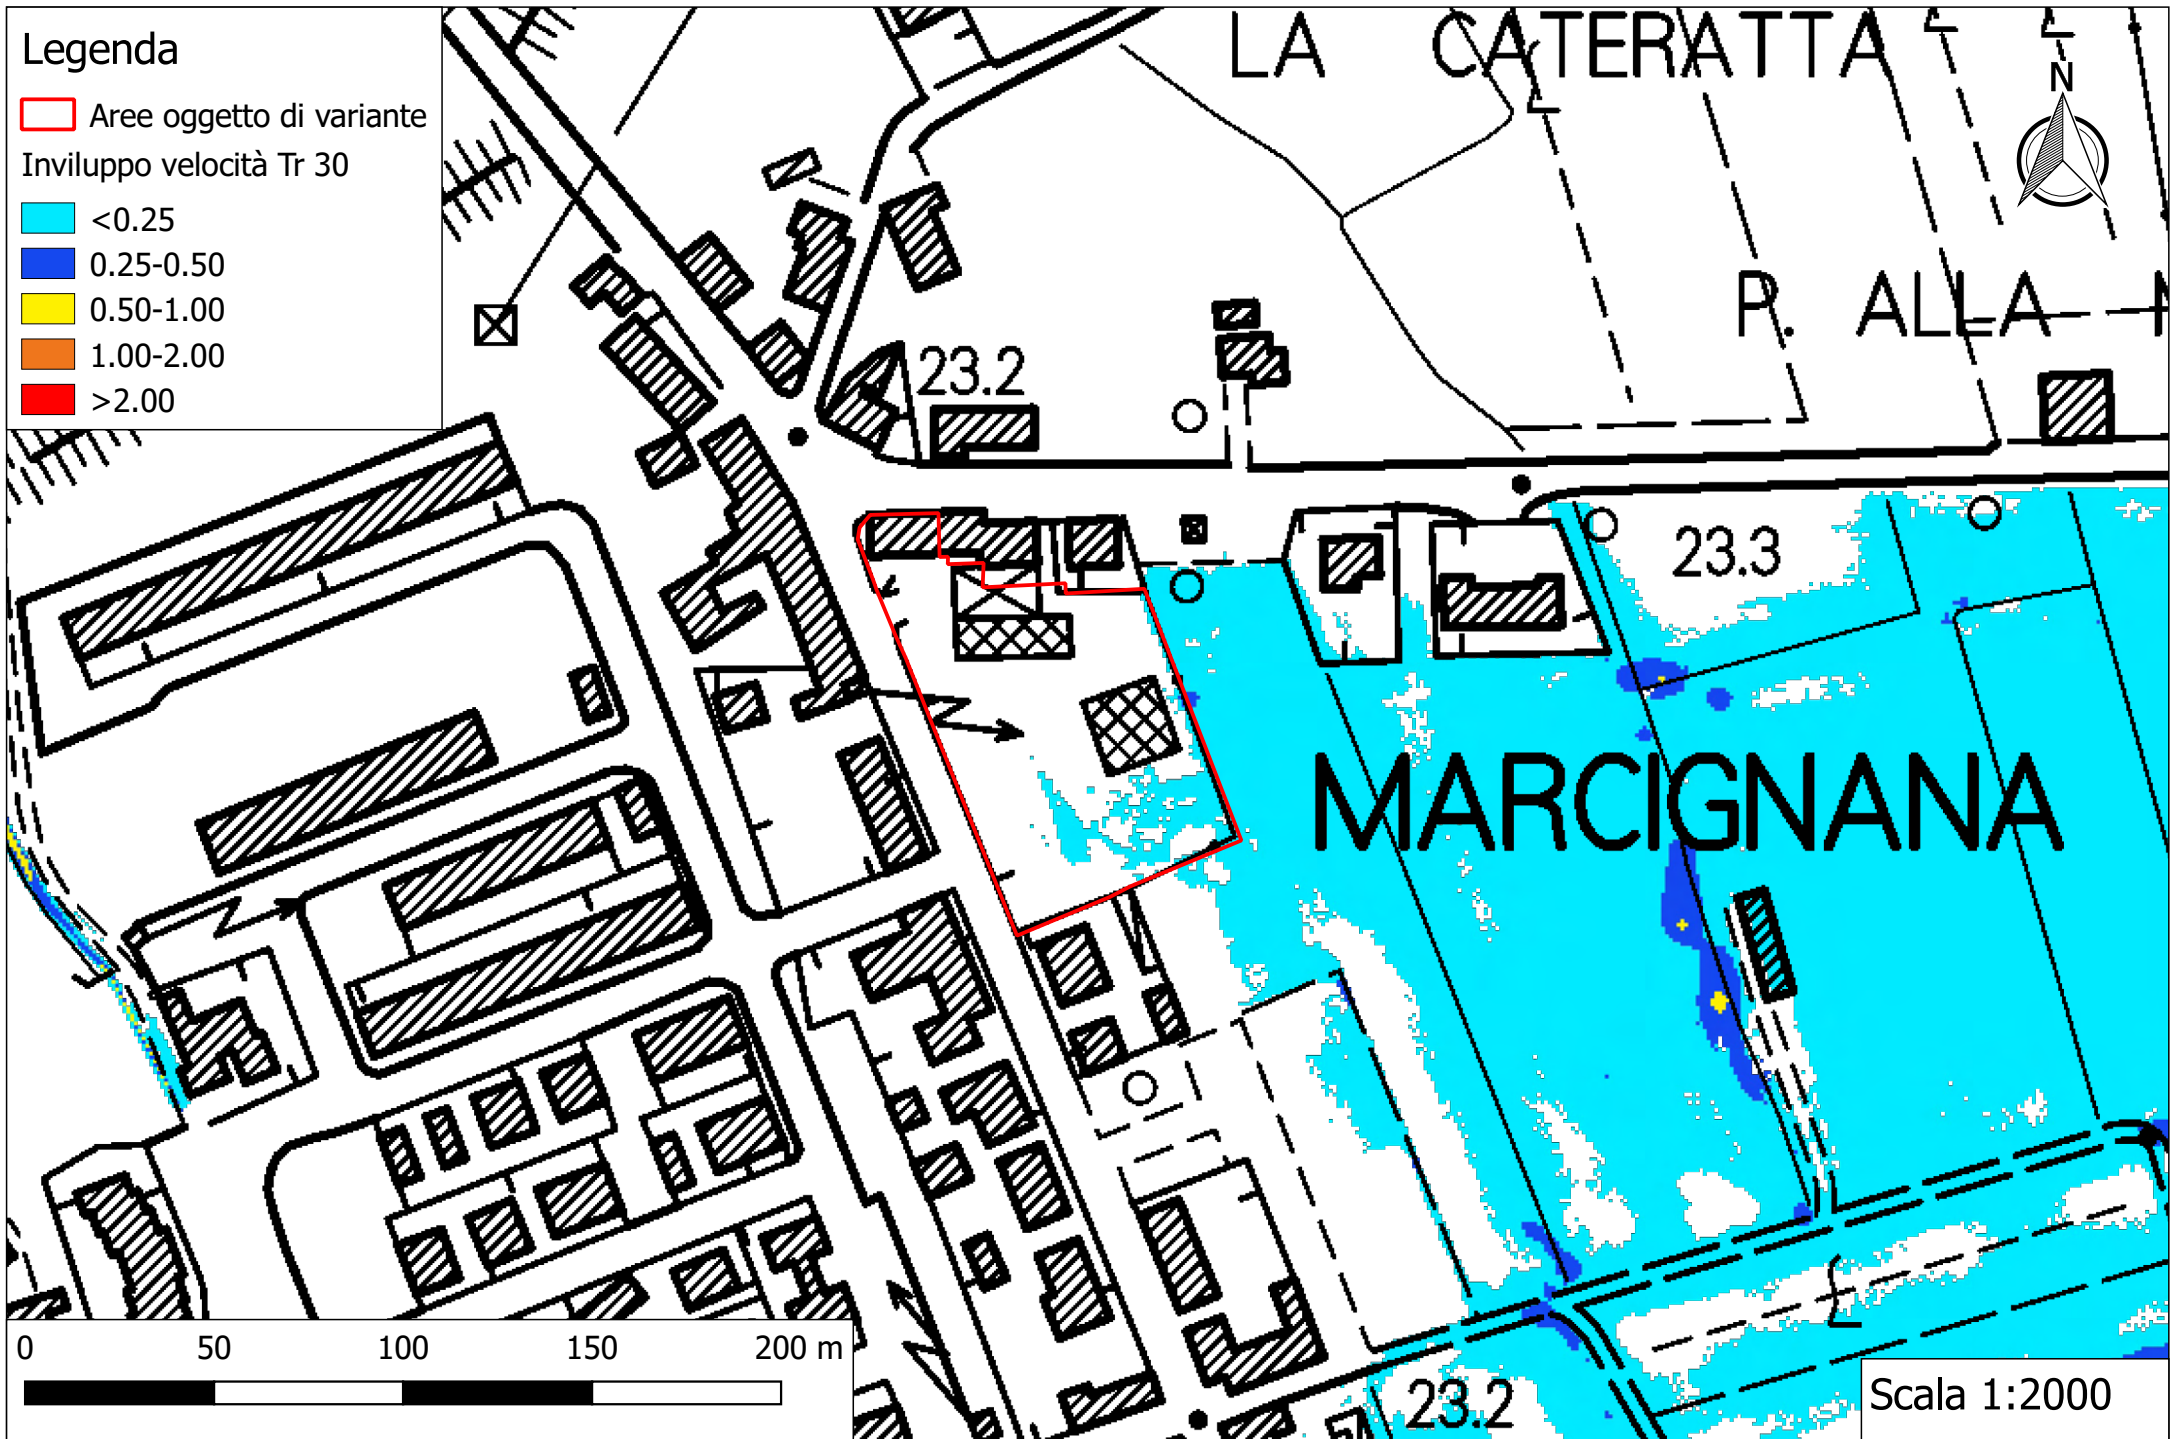 Legenda
Aree oggetto di variante
Inviluppo velocità Tr 30
<0.25
0.25-0.50
0.50-1.00
1.00-2.00
>2.00
LA CATERATTA
N
P. ALLA
23.2
23.3
MARCIGNANA
23.2
0 50 100 150 200 m
Scala 1:2000